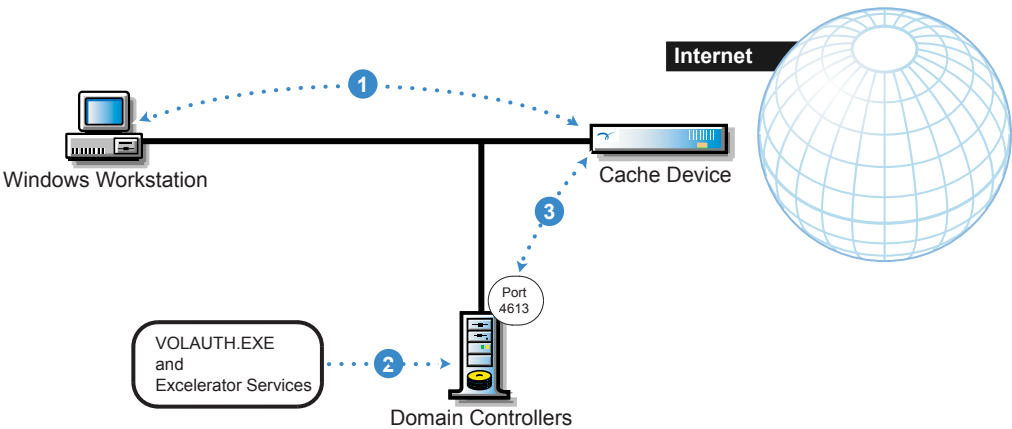 Internet
1
Windows Workstation
Cache Device
3
Port
4613
VOLAUTH.EXE
and
Excelerator Services
2
Domain Controllers